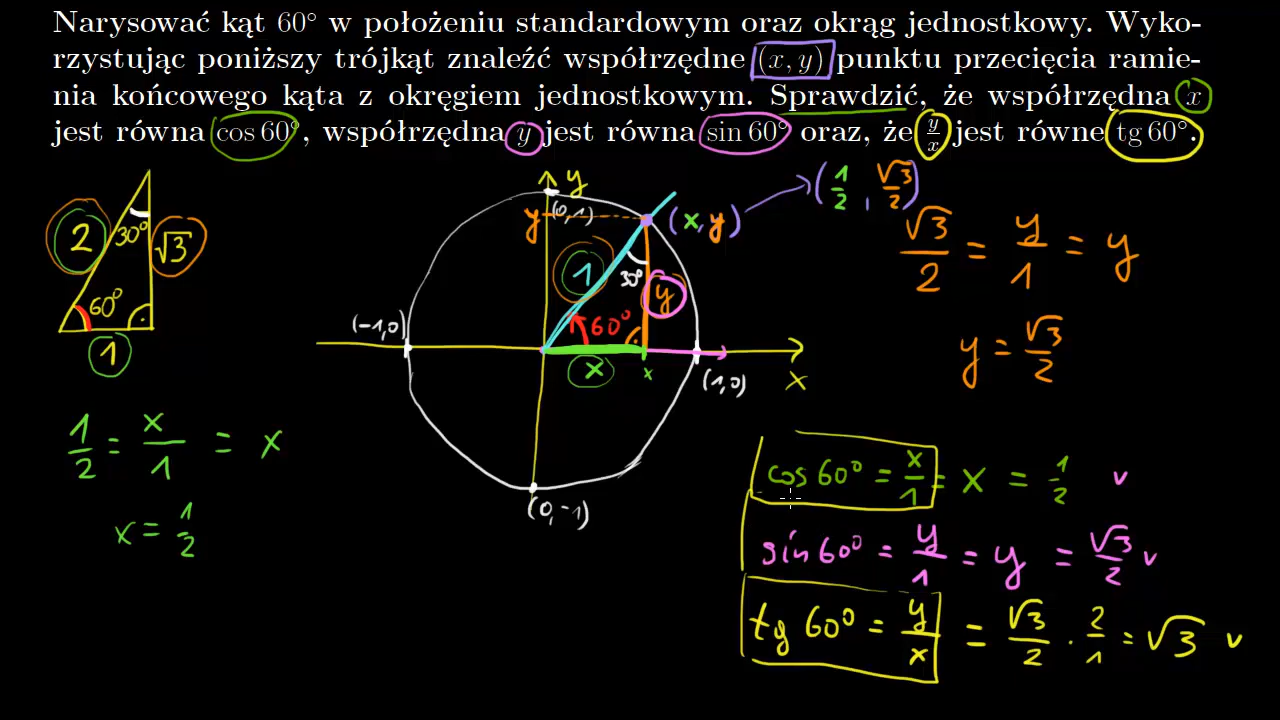 Narysować kąt 60° w położeniu standardowym oraz okrąg jednostkowy. Wyko-
rzystując poniższy trójkąt znaleźć współrzędne (x, y) punktu przecięcia ramie-
nia końcowego kąta z okręgiem jednostkowym. Sprawdzić, że współrzędna x
jest równa cos 60°, współrzędna y jest równa sin 60° oraz, że y/x jest równe tg 60°.
2 30° √3
60°
1
y
(0,1)
y
(x, y)
(1/2, √3/2)
1
30°
y
60°
(-1,0)
x
x
(1,0)
x
(0,-1)
√3/2 = y/1 = y
y = √3/2
1/2 = x/1 = x
x = 1/2
cos 60° = x/1 = x = 1/2 v
sin 60° = y/1 = y = √3/2 v
tg 60° = y/x = √3/2 · 2/1 = √3 v